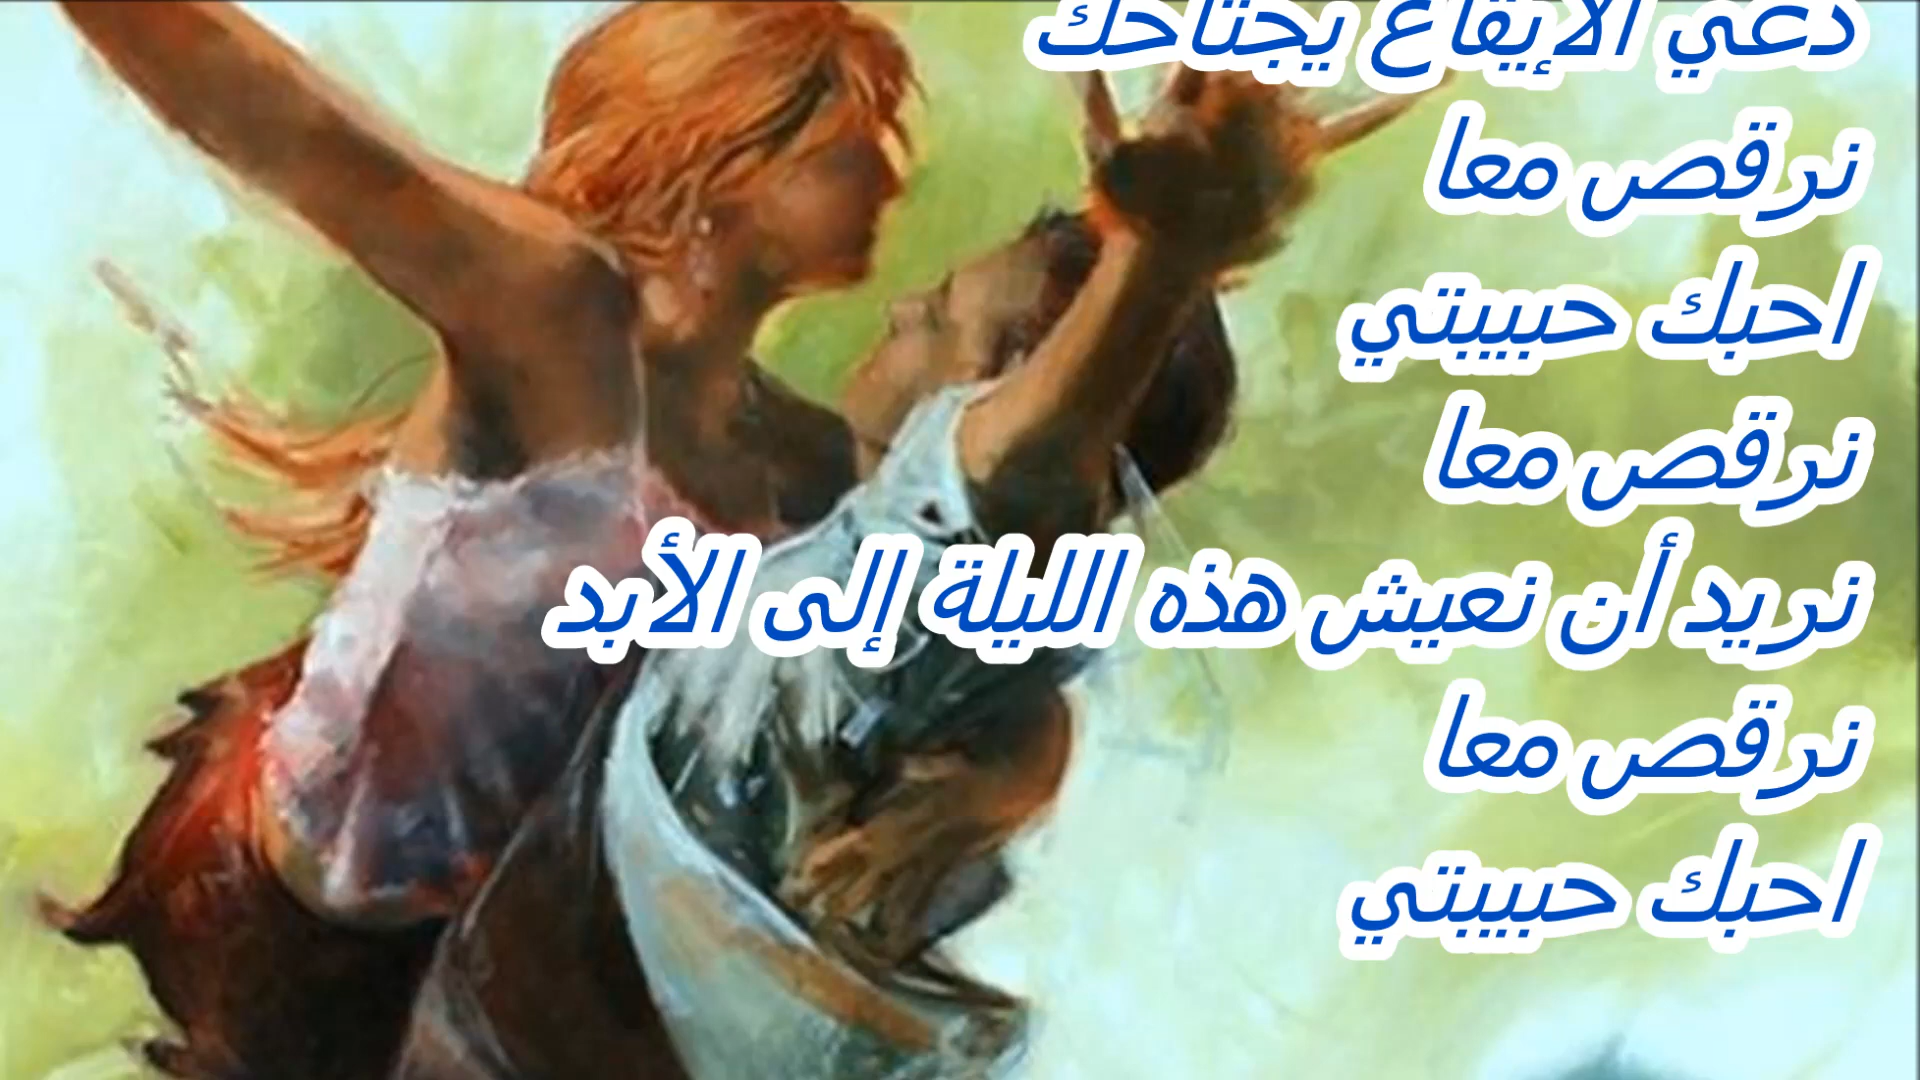 دعي الإيقاع يجتاحك
نرقص معا
احبك حبيبتي
نرقص معا
نريد أن نعيش هذه الليلة إلى الأبد
نرقص معا
احبك حبيبتي